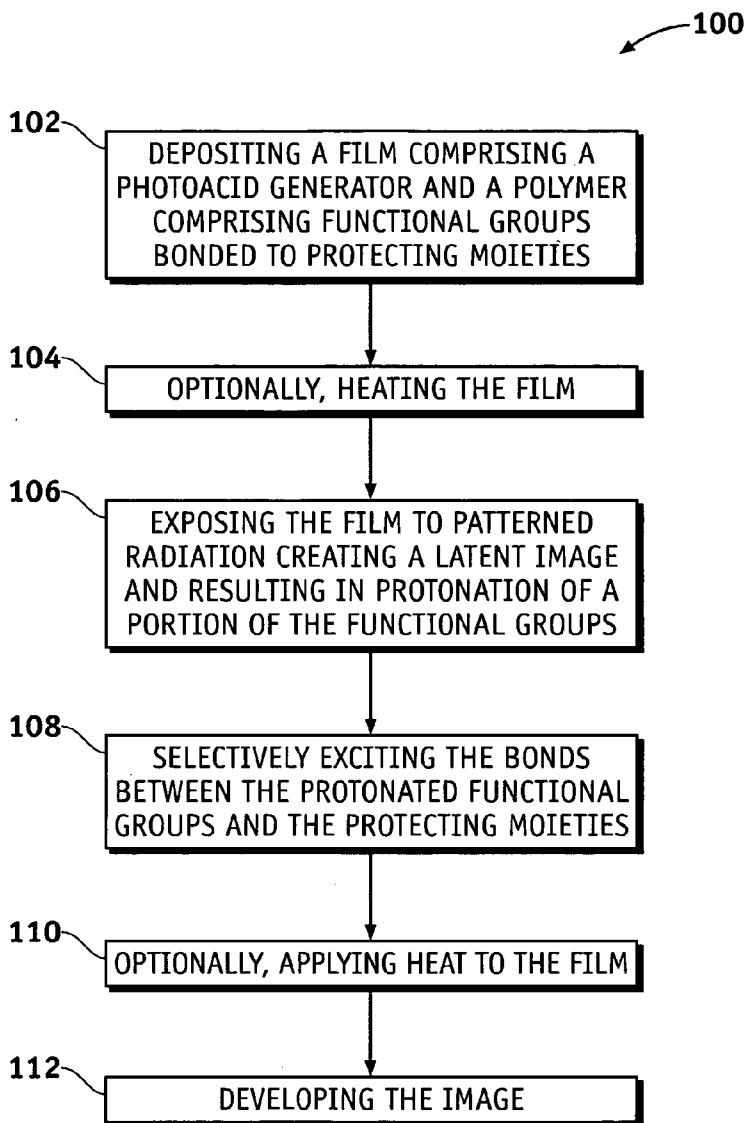 100
102
DEPOSITING A FILM COMPRISING A
PHOTOACID GENERATOR AND A POLYMER
COMPRISING FUNCTIONAL GROUPS
BONDED TO PROTECTING MOIETIES
104
OPTIONALLY, HEATING THE FILM
106
EXPOSING THE FILM TO PATTERNED
RADIATION CREATING A LATENT IMAGE
AND RESULTING IN PROTONATION OF A
PORTION OF THE FUNCTIONAL GROUPS
108
SELECTIVELY EXCITING THE BONDS
BETWEEN THE PROTONATED FUNCTIONAL
GROUPS AND THE PROTECTING MOIETIES
110
OPTIONALLY, APPLYING HEAT TO THE FILM
112
DEVELOPING THE IMAGE